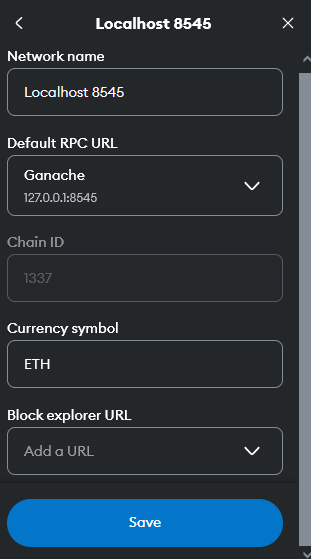 Localhost 8545
Network name
Localhost 8545
Default RPC URL
Ganache
127.0.0.1:8545
Chain ID
1337
Currency symbol
ETH
Block explorer URL
Add a URL
Save